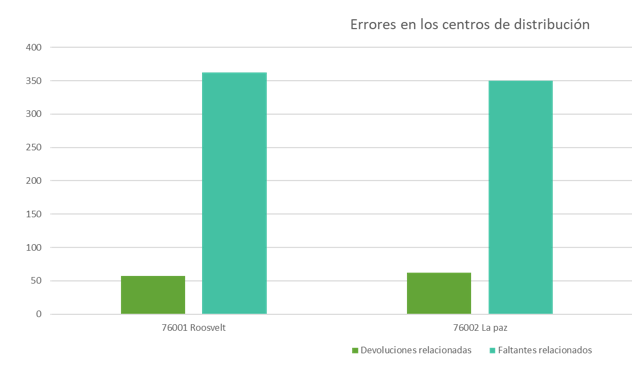 Errores en los centros de distribución
400
350
300
250
200
150
100
50
0
76001 Roosvelt
76002 La paz
Devoluciones relacionadas
Faltantes relacionados